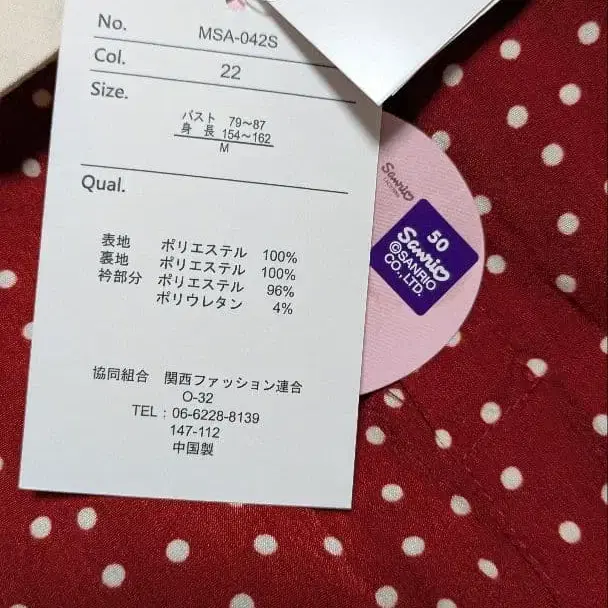 No. MSA-042S
Col. 22
Size.
バスト 79～87
身 長 154～162
M
Qual.
表地 ポリエステル 100%
裏地 ポリエステル 100%
衿部分 ポリエステル 96%
ポリウレタン 4%
協同組合 関西ファッション連合
O-32
TEL：06-6228-8139
147-112
中国製
Sanrio
50
Sanrio
©SANRIO
CO.,LTD.